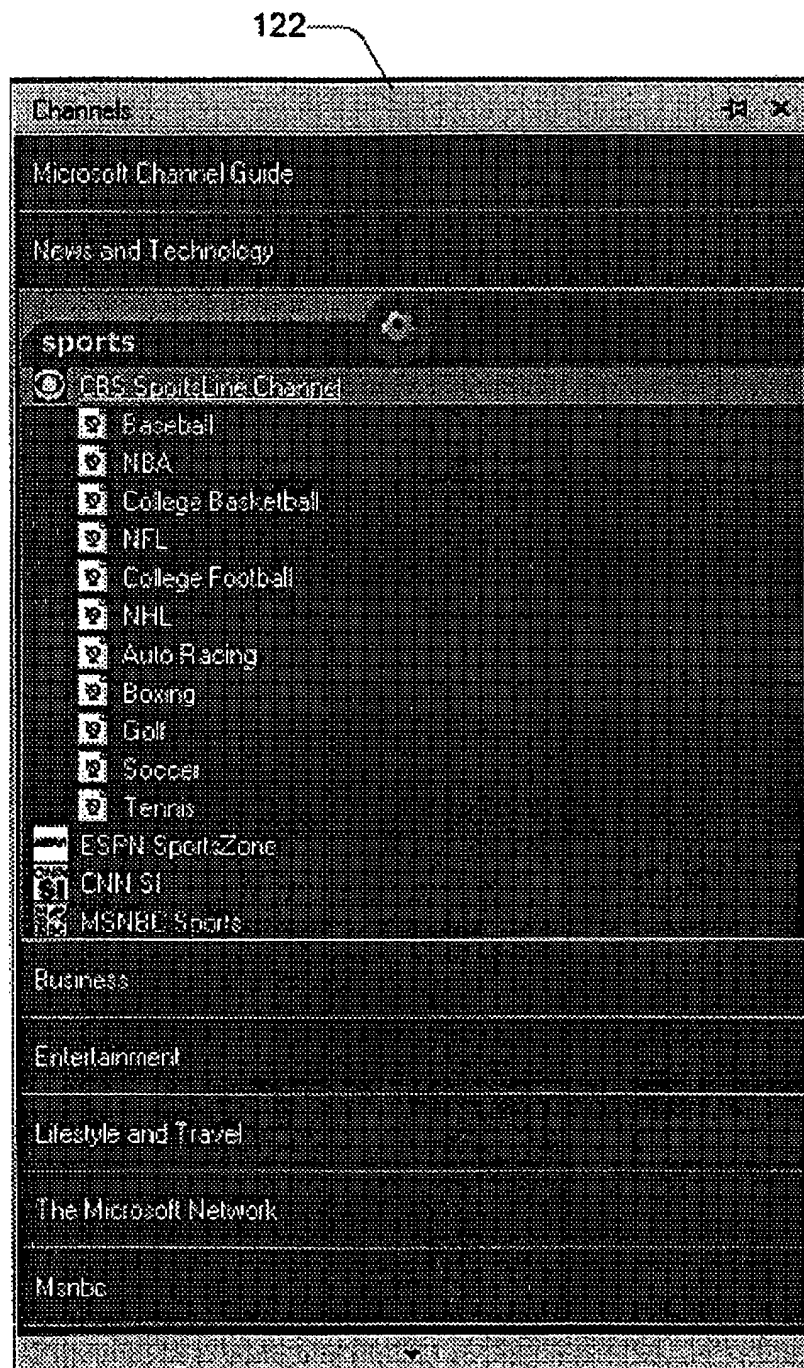 122
Channels
Microsoft Channel Guide
News and Technology
sports
CBS SportsLine Channel
Baseball
NBA
College Basketball
NFL
College Football
NHL
Auto Racing
Boxing
Golf
Soccer
Tennis
ESPN SportsZone
CNN SI
MSNBC Sports
Business
Entertainment
Lifestyle and Travel
The Microsoft Network
Msnbc